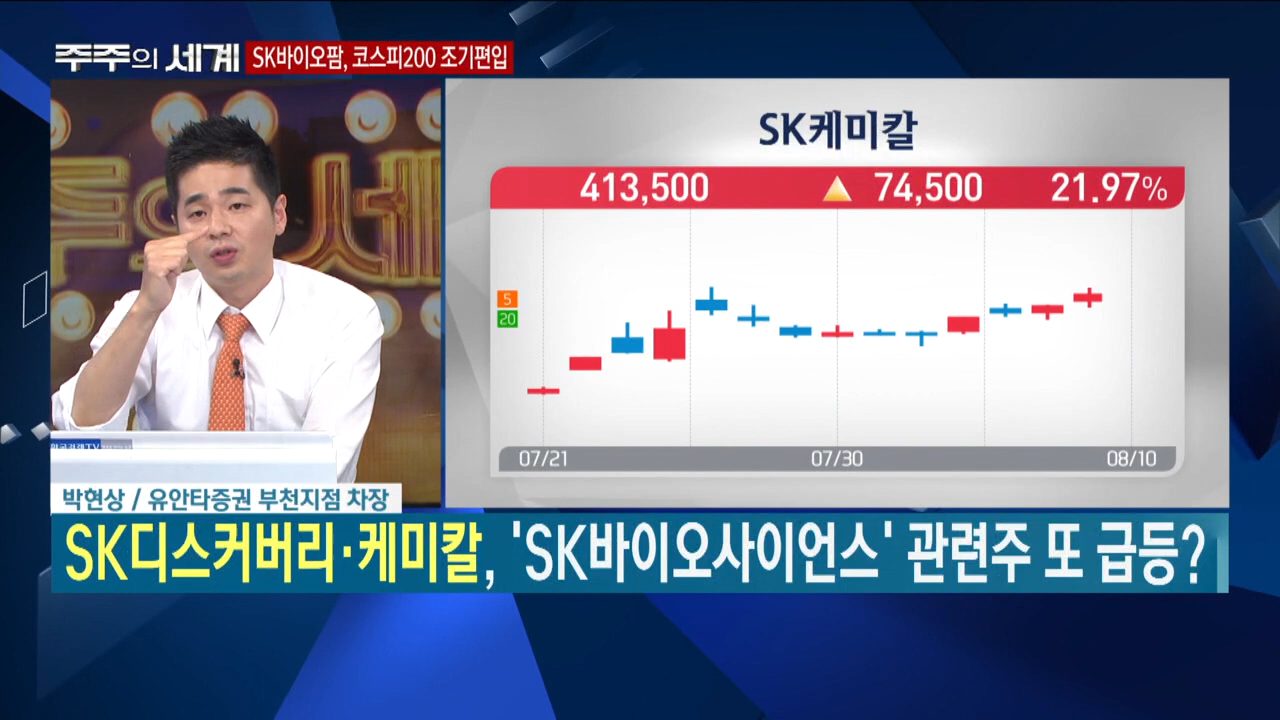 주주의 세계
SK바이오팜, 코스피200 조기편입
SK케미칼
413,500 ▲ 74,500 21.97%
5
20
07/21 07/30 08/10
박현상 / 유안타증권 부천지점 차장
SK디스커버리·케미칼, 'SK바이오사이언스' 관련주 또 급등?